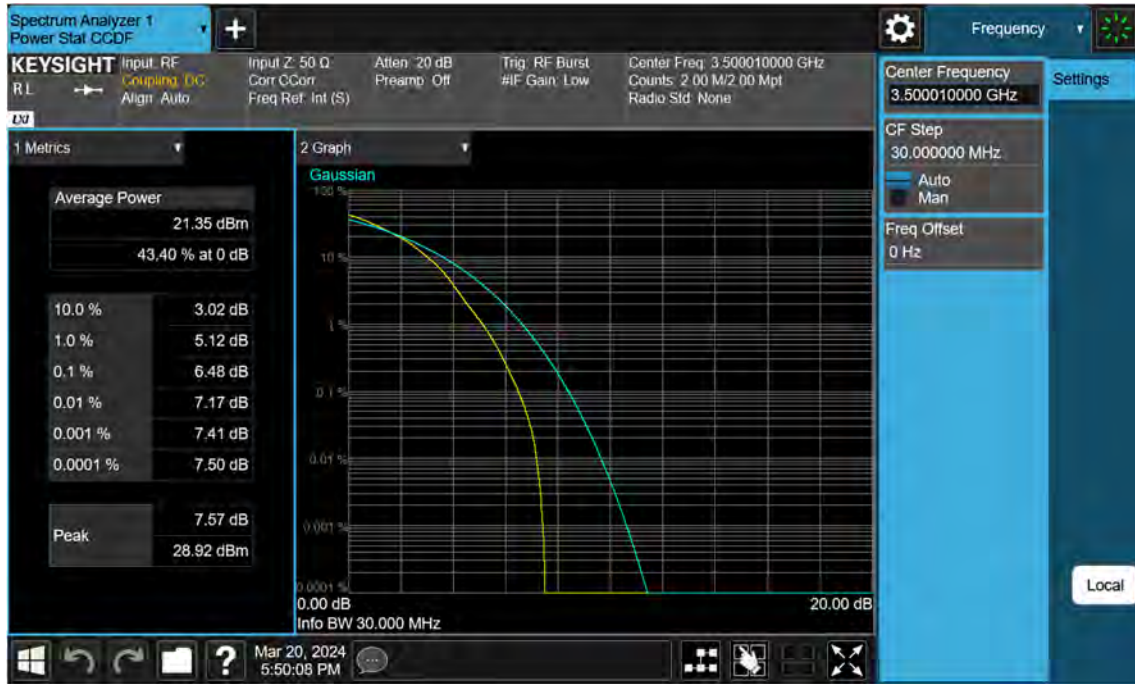 Spectrum Analyzer 1
Power Stat CCDF
+
Frequency
KEYSIGHT
RL
LXI
Input: RF
Coupling: DC
Align: Auto
Input Z: 50 Ω
Corr CCorr
Freq Ref: Int (S)
Atten: 20 dB
Preamp: Off
Trig: RF Burst
#IF Gain: Low
Center Freq: 3.500010000 GHz
Counts: 2.00 M/2.00 Mpt
Radio Std: None
Center Frequency
3.500010000 GHz
Settings
CF Step
30.000000 MHz
Auto
Man
Freq Offset
0 Hz
1 Metrics
Average Power
21.35 dBm
43.40 % at 0 dB
10.0 % 3.02 dB
1.0 % 5.12 dB
0.1 % 6.48 dB
0.01 % 7.17 dB
0.001 % 7.41 dB
0.0001 % 7.50 dB
Peak
7.57 dB
28.92 dBm
2 Graph
Gaussian
100 %
10 %
1 %
0.1 %
0.01 %
0.001 %
0.0001 %
0.00 dB
20.00 dB
Info BW 30.000 MHz
Local
?
Mar 20, 2024
5:50:08 PM